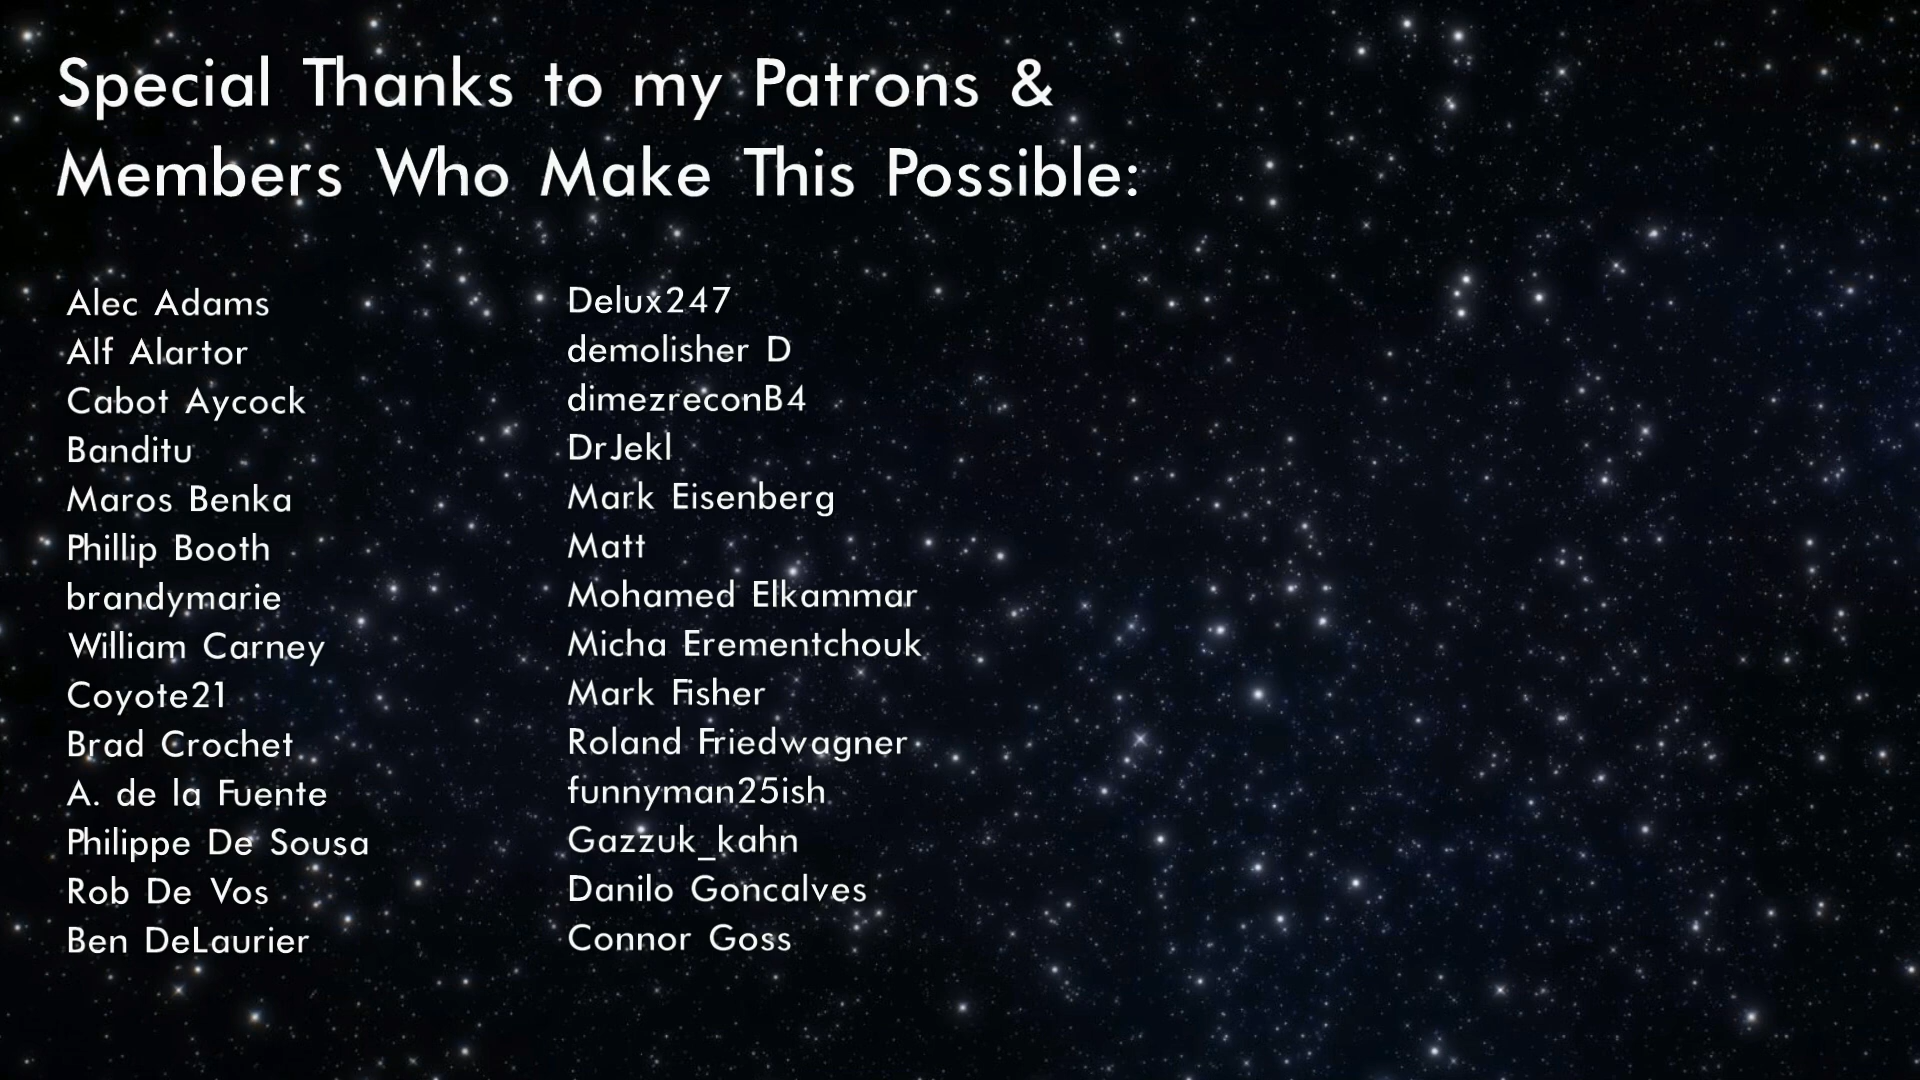 Special Thanks to my Patrons &
Members Who Make This Possible:
Alec Adams
Alf Alartor
Cabot Aycock
Banditu
Maros Benka
Phillip Booth
brandymarie
William Carney
Coyote21
Brad Crochet
A. de la Fuente
Philippe De Sousa
Rob De Vos
Ben DeLaurier
Delux247
demolisher D
dimezreconB4
DrJekl
Mark Eisenberg
Matt
Mohamed Elkammar
Micha Erementchouk
Mark Fisher
Roland Friedwagner
funnyman25ish
Gazzuk_kahn
Danilo Goncalves
Connor Goss